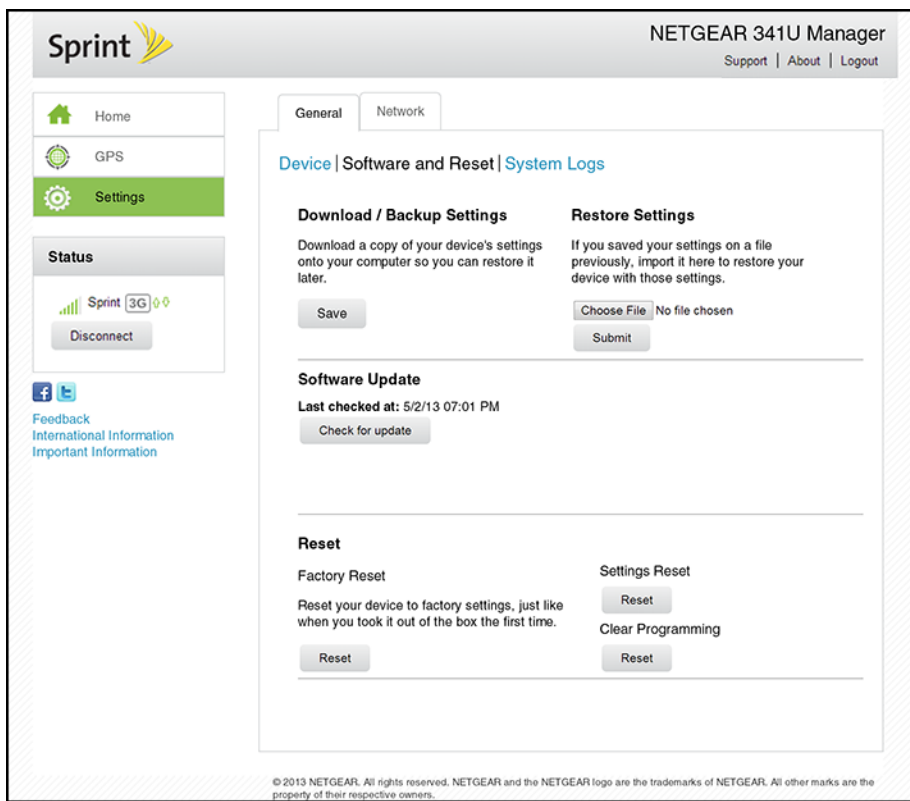 Sprint
NETGEAR 341U Manager
Support | About | Logout
Home
GPS
Settings
Status
Sprint 3G
Disconnect
Feedback
International Information
Important Information
General
Network
Device | Software and Reset | System Logs
Download / Backup Settings
Download a copy of your device's settings
onto your computer so you can restore it
later.
Save
Restore Settings
If you saved your settings on a file
previously, import it here to restore your
device with those settings.
Choose File No file chosen
Submit
Software Update
Last checked at: 5/2/13 07:01 PM
Check for update
Reset
Factory Reset
Reset your device to factory settings, just like
when you took it out of the box the first time.
Reset
Settings Reset
Reset
Clear Programming
Reset
© 2013 NETGEAR. All rights reserved. NETGEAR and the NETGEAR logo are the trademarks of NETGEAR. All other marks are the
property of their respective owners.